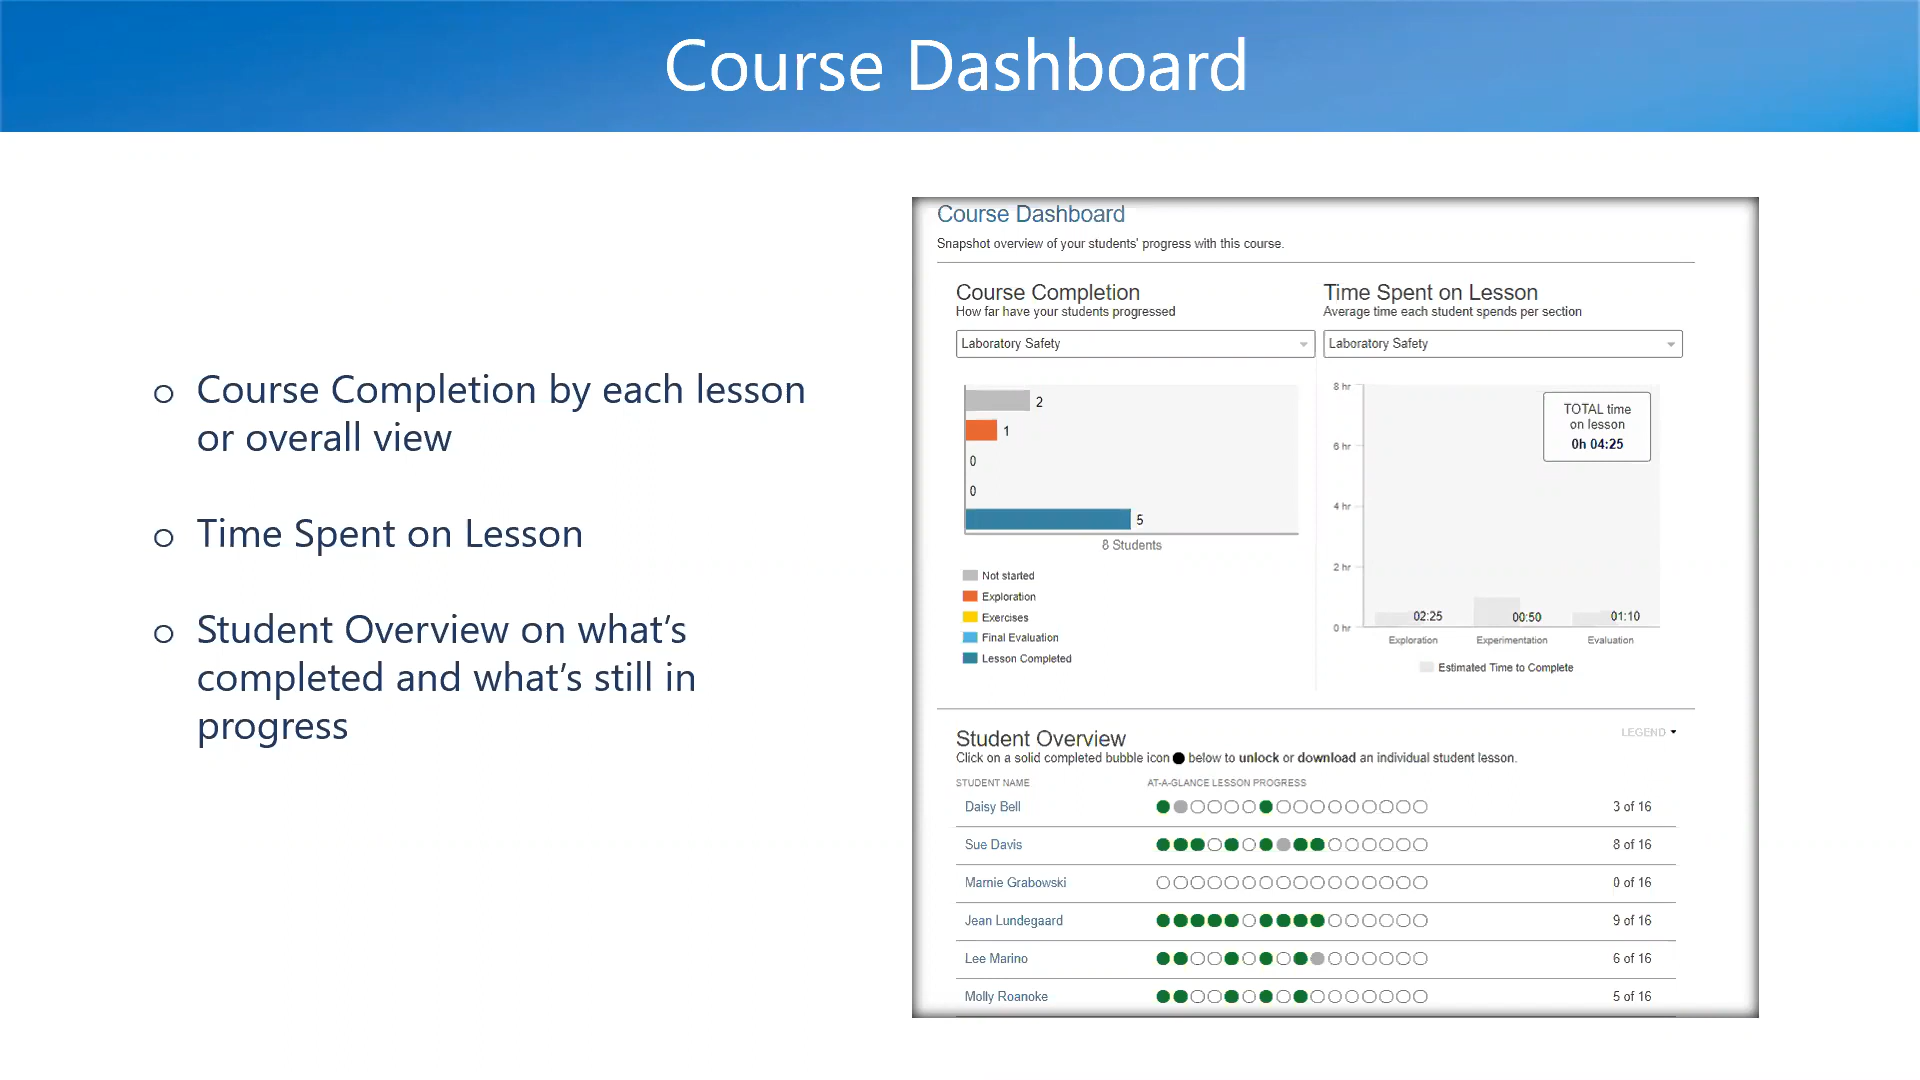 Course Dashboard
o Course Completion by each lesson
or overall view
o Time Spent on Lesson
o Student Overview on what's
completed and what's still in
progress
Course Dashboard
Snapshot overview of your students' progress with this course.
Course Completion
How far have your students progressed
Laboratory Safety
2
1
0
0
5
8 Students
Not started
Exploration
Exercises
Final Evaluation
Lesson Completed
Time Spent on Lesson
Average time each student spends per section
Laboratory Safety
8 hr
6 hr
4 hr
2 hr
0 hr
TOTAL time
on lesson
0h 04:25
02:25 00:50 01:10
Exploration Experimentation Evaluation
Estimated Time to Complete
Student Overview
LEGEND
Click on a solid completed bubble icon below to unlock or download an individual student lesson.
STUDENT NAME AT-A-GLANCE LESSON PROGRESS
Daisy Bell 3 of 16
Sue Davis 8 of 16
Marnie Grabowski 0 of 16
Jean Lundegaard 9 of 16
Lee Marino 6 of 16
Molly Roanoke 5 of 16